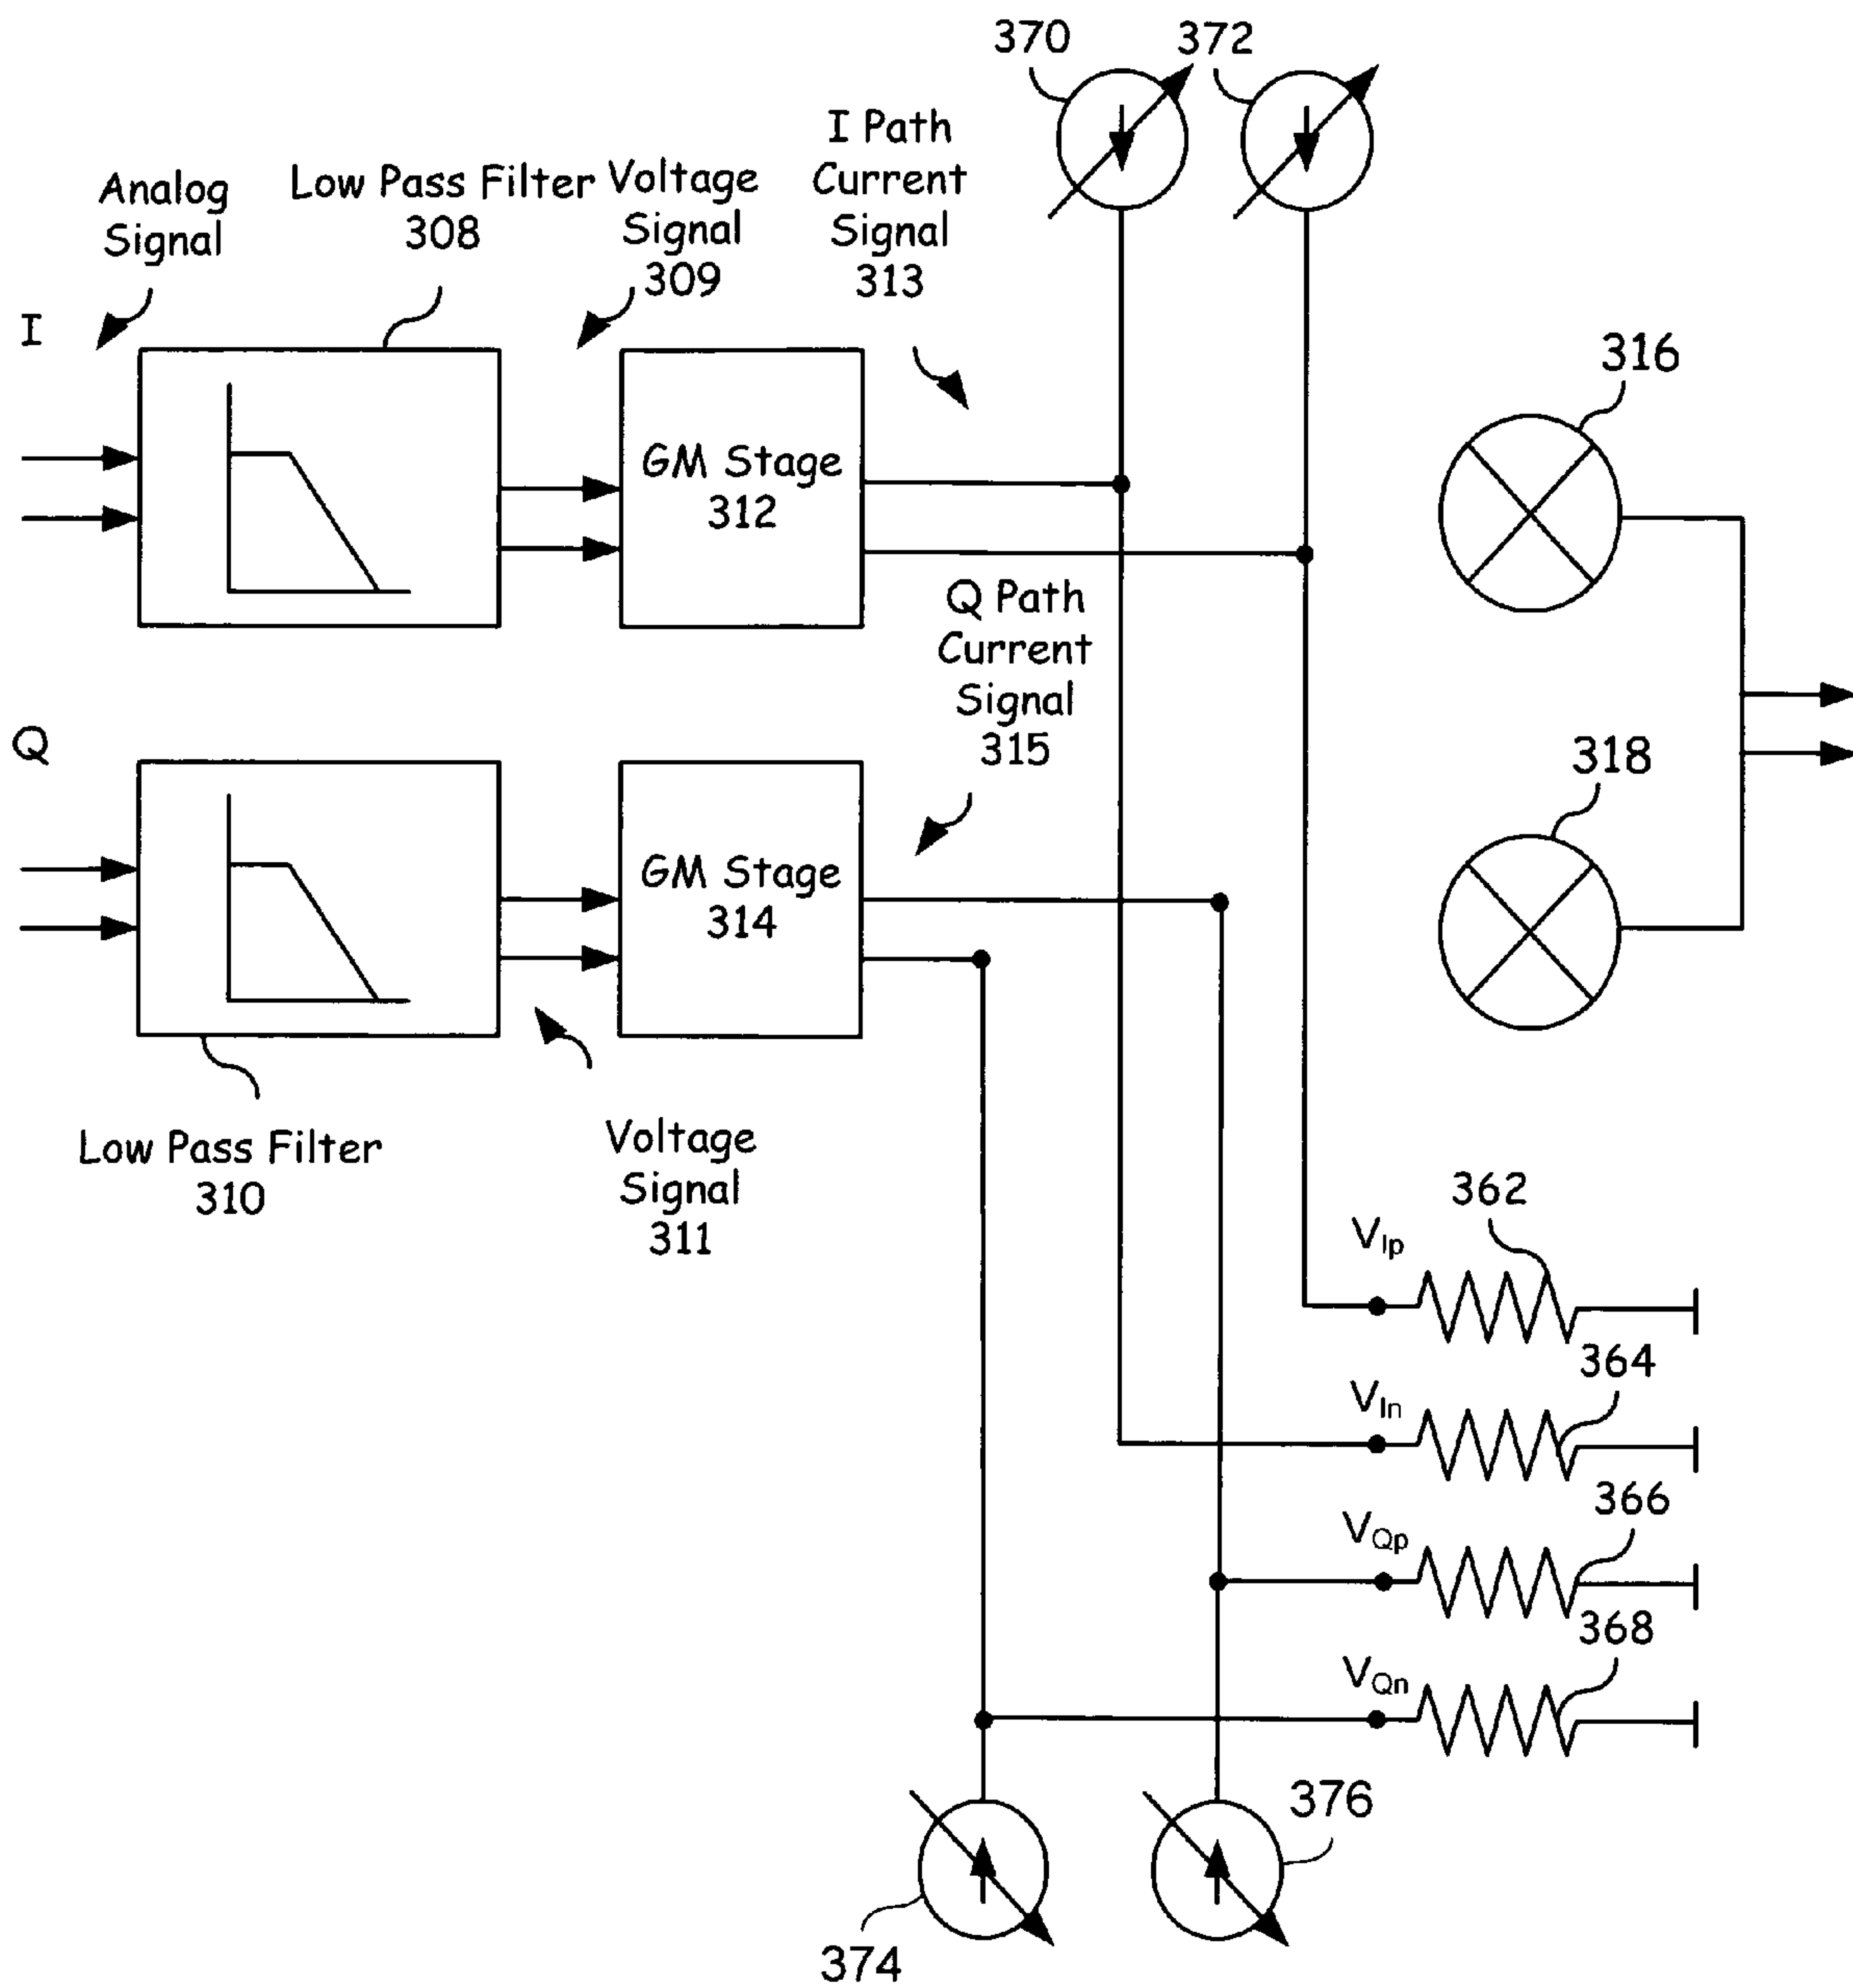 370
372
I Path
Current
Signal
313
Analog
Signal
Low Pass Filter
308
Voltage
Signal
309
I
316
GM Stage
312
Q Path
Current
Signal
315
Q
318
GM Stage
314
Low Pass Filter
310
Voltage
Signal
311
362
VIp
364
VIn
366
VQp
368
VQn
376
374